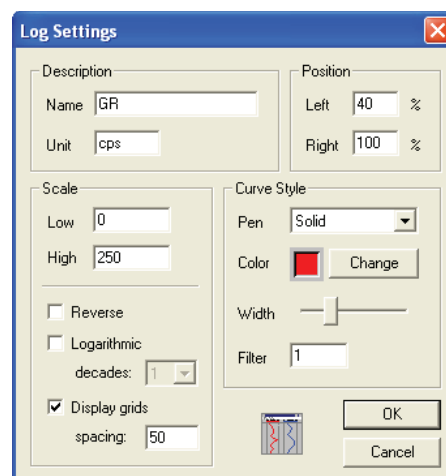 Log Settings
Description
Name GR
Unit cps
Position
Left 40 %
Right 100 %
Scale
Low 0
High 250
Reverse
Logarithmic
decades: 1
Display grids
spacing: 50
Curve Style
Pen Solid
Color Change
Width
Filter 1
OK
Cancel